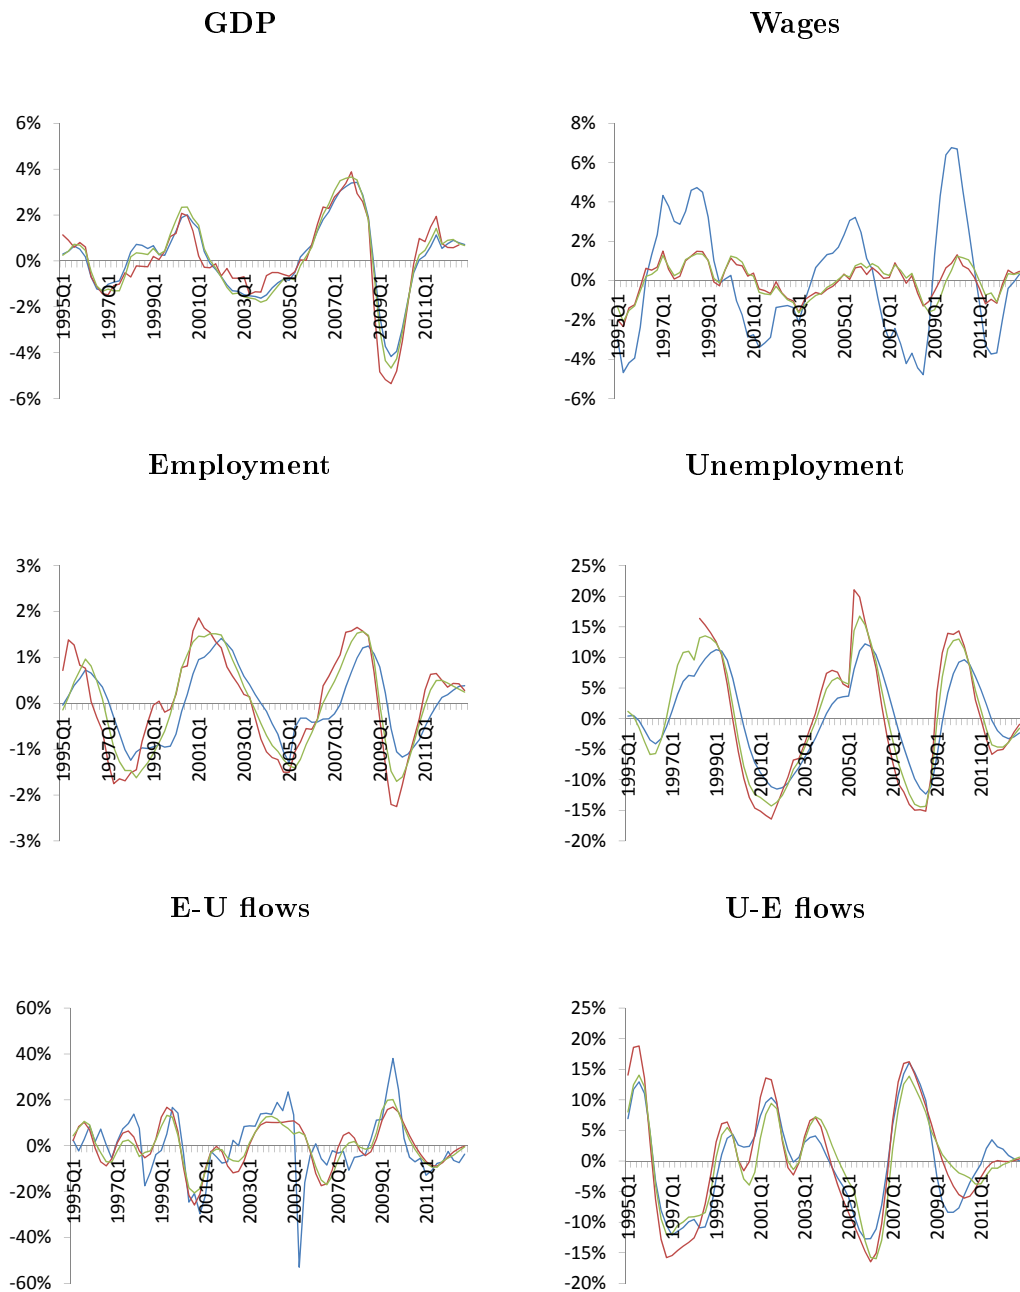 GDP
6%
4%
2%
0%
-2%
-4%
-6%
1995Q1
1997Q1
1999Q1
2001Q1
2003Q1
2005Q1
2007Q1
2009Q1
2011Q1
Wages
8%
6%
4%
2%
0%
-2%
-4%
-6%
1995Q1
1997Q1
1999Q1
2001Q1
2003Q1
2005Q1
2007Q1
2009Q1
2011Q1
Employment
3%
2%
1%
0%
-1%
-2%
-3%
1995Q1
1997Q1
1999Q1
2001Q1
2003Q1
2005Q1
2007Q1
2009Q1
2011Q1
Unemployment
25%
20%
15%
10%
5%
0%
-5%
-10%
-15%
-20%
1995Q1
1997Q1
1999Q1
2001Q1
2003Q1
2005Q1
2007Q1
2009Q1
2011Q1
E-U flows
60%
40%
20%
0%
-20%
-40%
-60%
1995Q1
1997Q1
1999Q1
2001Q1
2003Q1
2005Q1
2007Q1
2009Q1
2011Q1
U-E flows
25%
20%
15%
10%
5%
0%
-5%
-10%
-15%
-20%
1995Q1
1997Q1
1999Q1
2001Q1
2003Q1
2005Q1
2007Q1
2009Q1
2011Q1